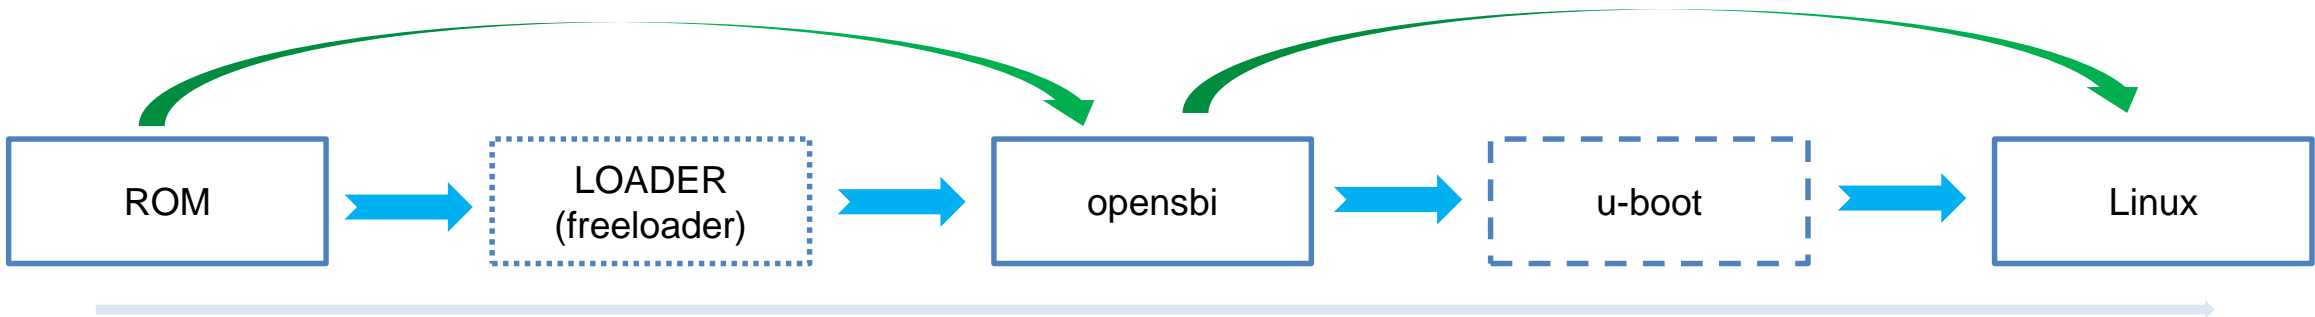 ROM
LOADER
(freeloader)
opensbi
u-boot
Linux